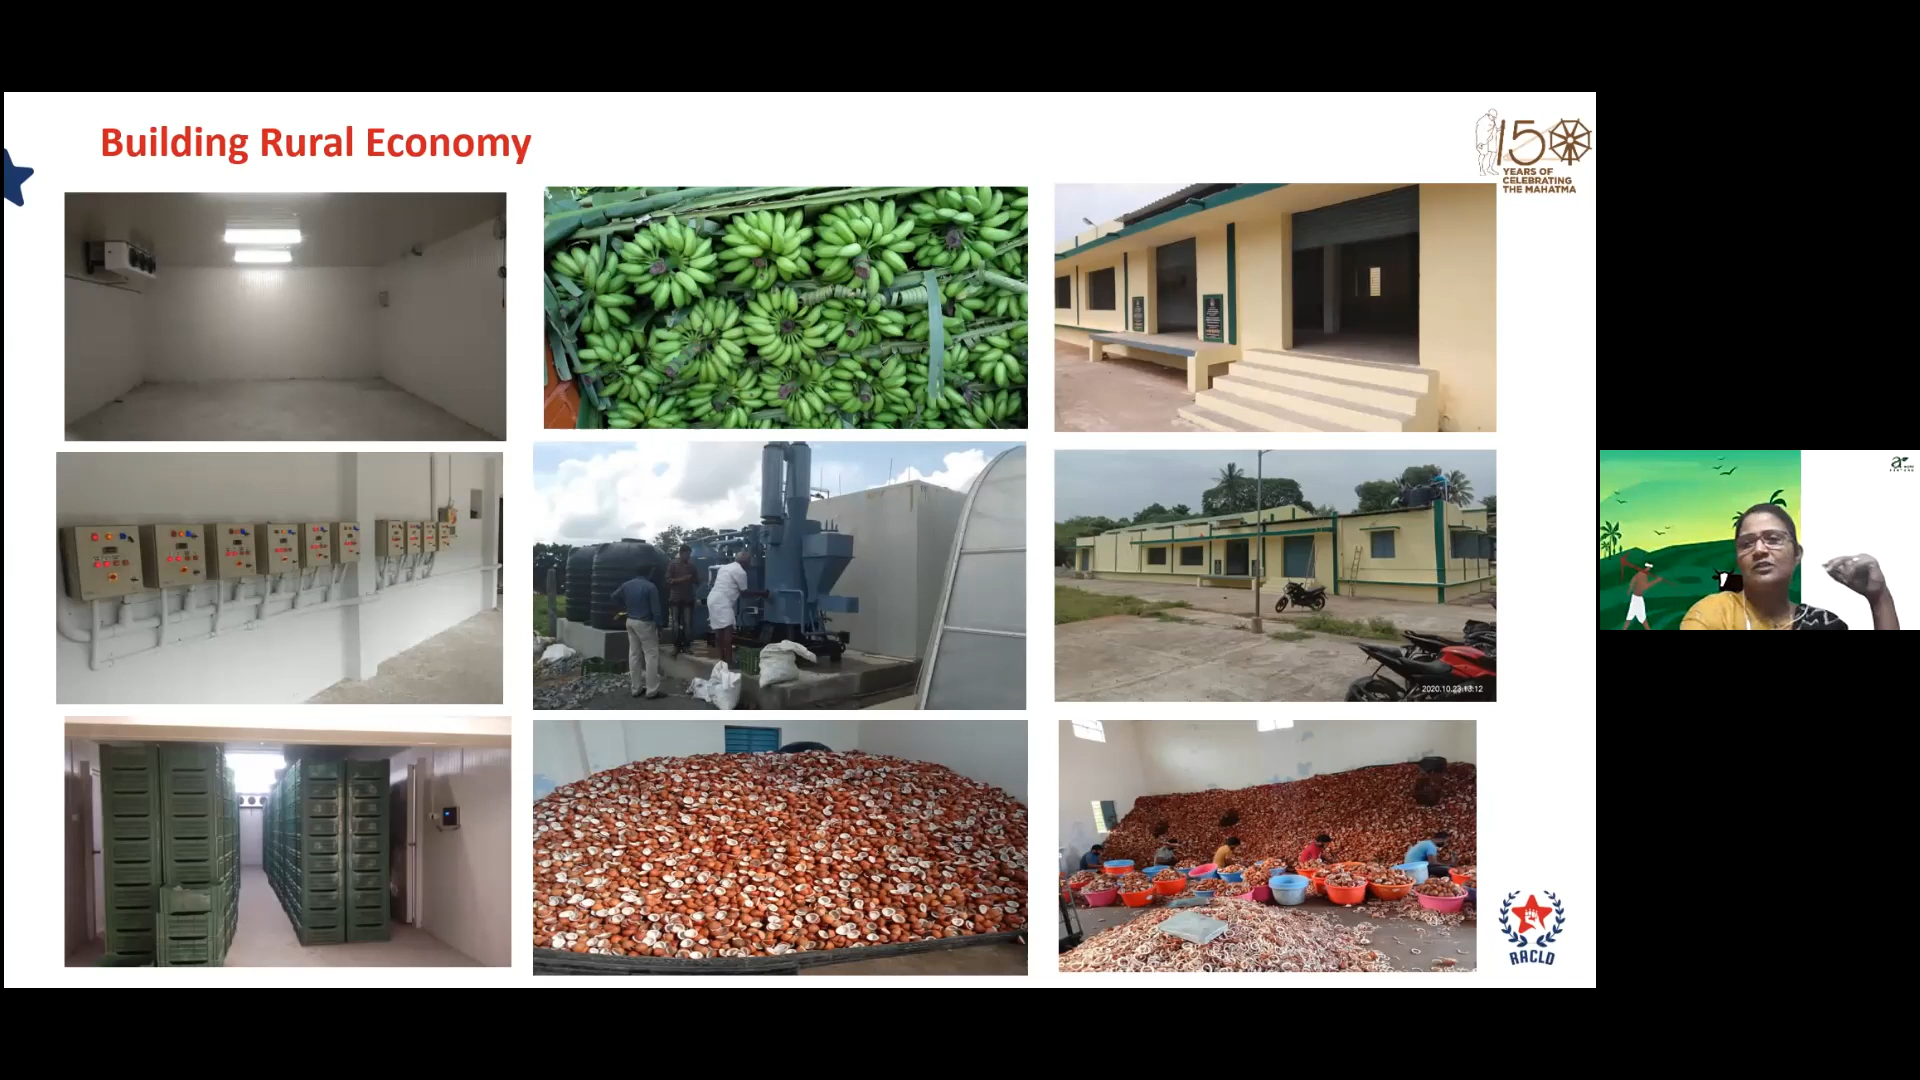 Building Rural Economy
150
YEARS OF
CELEBRATING
THE MAHATMA
2020.10.23 13:12
RACLD